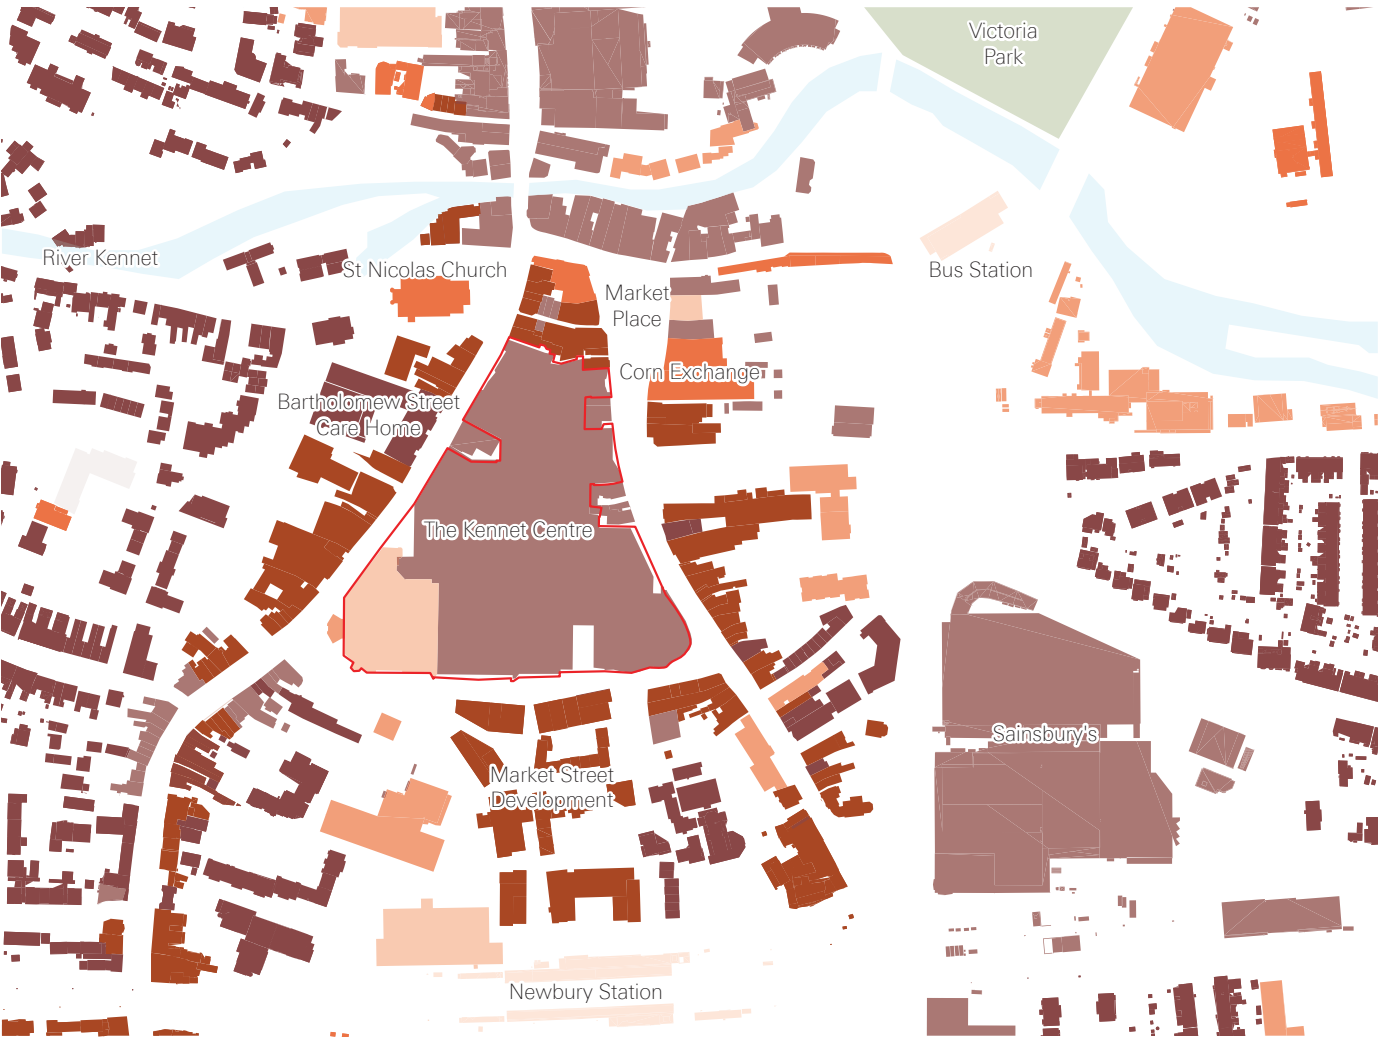 Victoria
Park
River Kennet
St Nicolas Church
Bus Station
Market
Place
Corn Exchange
Bartholomew Street
Care Home
The Kennet Centre
Sainsbury's
Market Street
Development
Newbury Station